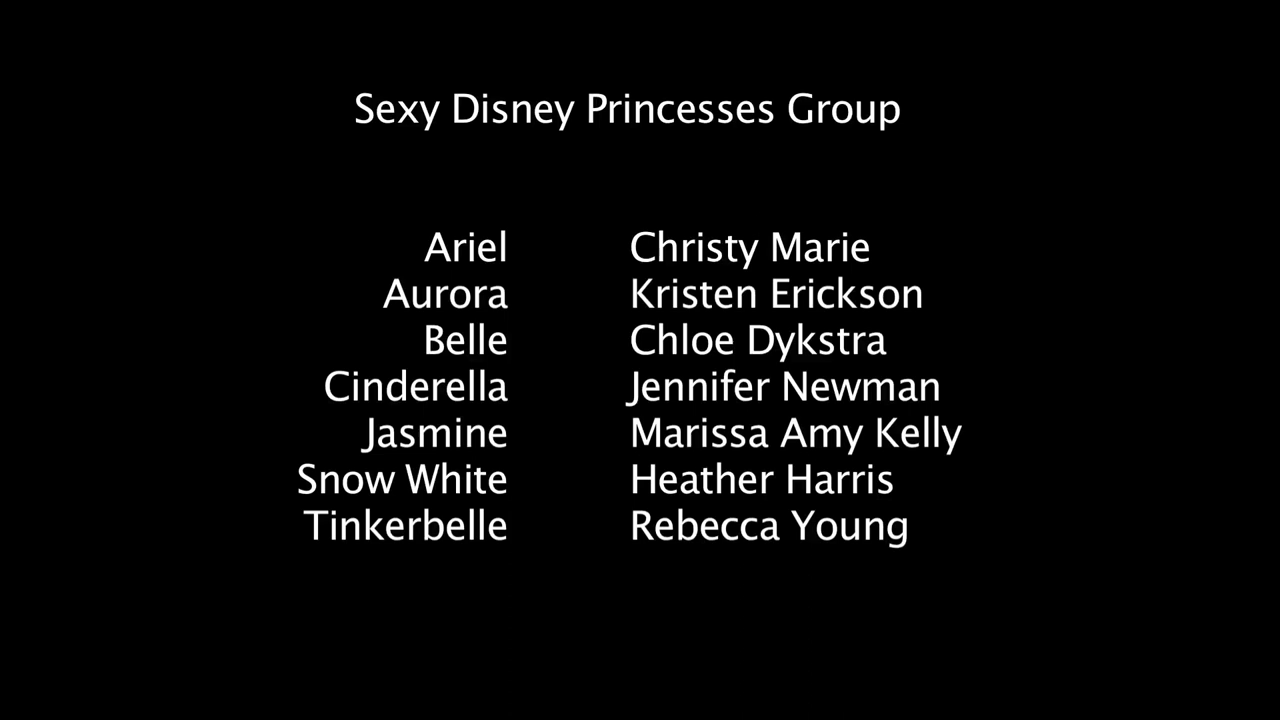 Sexy Disney Princesses Group
Ariel Christy Marie
Aurora Kristen Erickson
Belle Chloe Dykstra
Cinderella Jennifer Newman
Jasmine Marissa Amy Kelly
Snow White Heather Harris
Tinkerbelle Rebecca Young